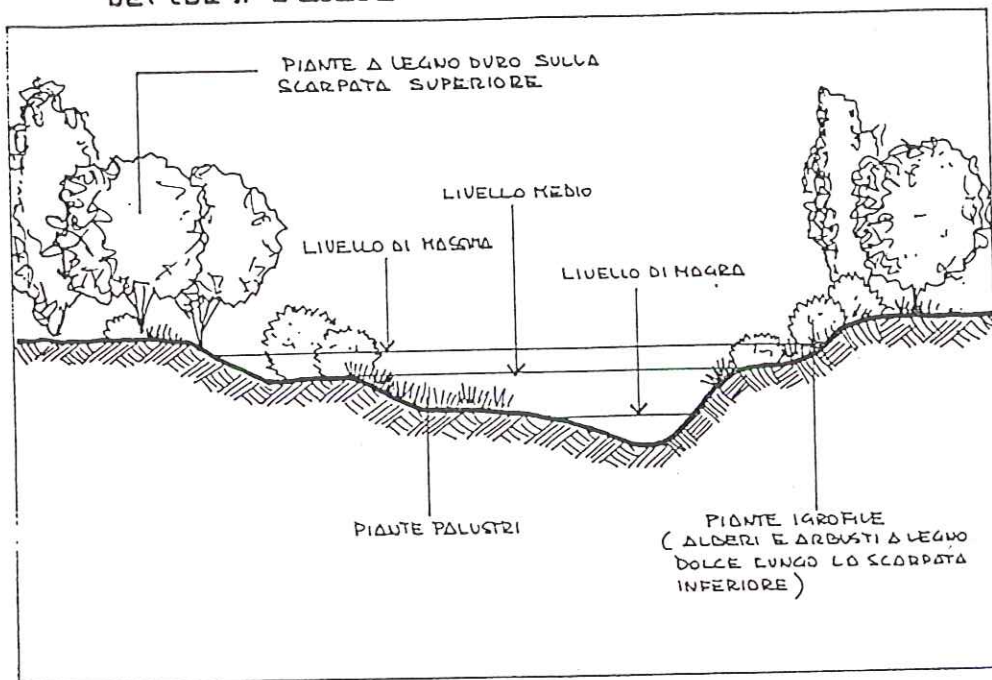 PIANTE A LEGNO DURO SULLA
SCARPATA SUPERIORE
LIVELLO MEDIO
LIVELLO DI MASSIMA
LIVELLO DI MAGRA
PIANTE PALUSTRI
PIANTE IGROFILE
( ALBERI E ARBUSTI A LEGNO
DOLCE LUNGO LA SCARPATA
INFERIORE )